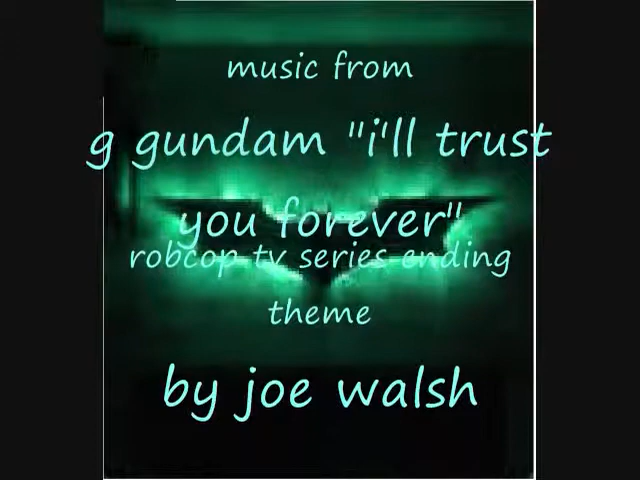 music from
g gundam "i'll trust
you forever"
robcop tv series ending
theme
by joe walsh